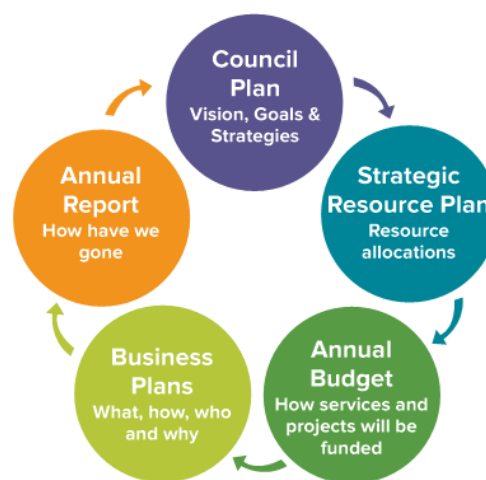 Council
Plan
Vision, Goals &
Strategies
Strategic
Resource Plan
Resource
allocations
Annual
Budget
How services and
projects will be
funded
Business
Plans
What, how, who
and why
Annual
Report
How have we
gone